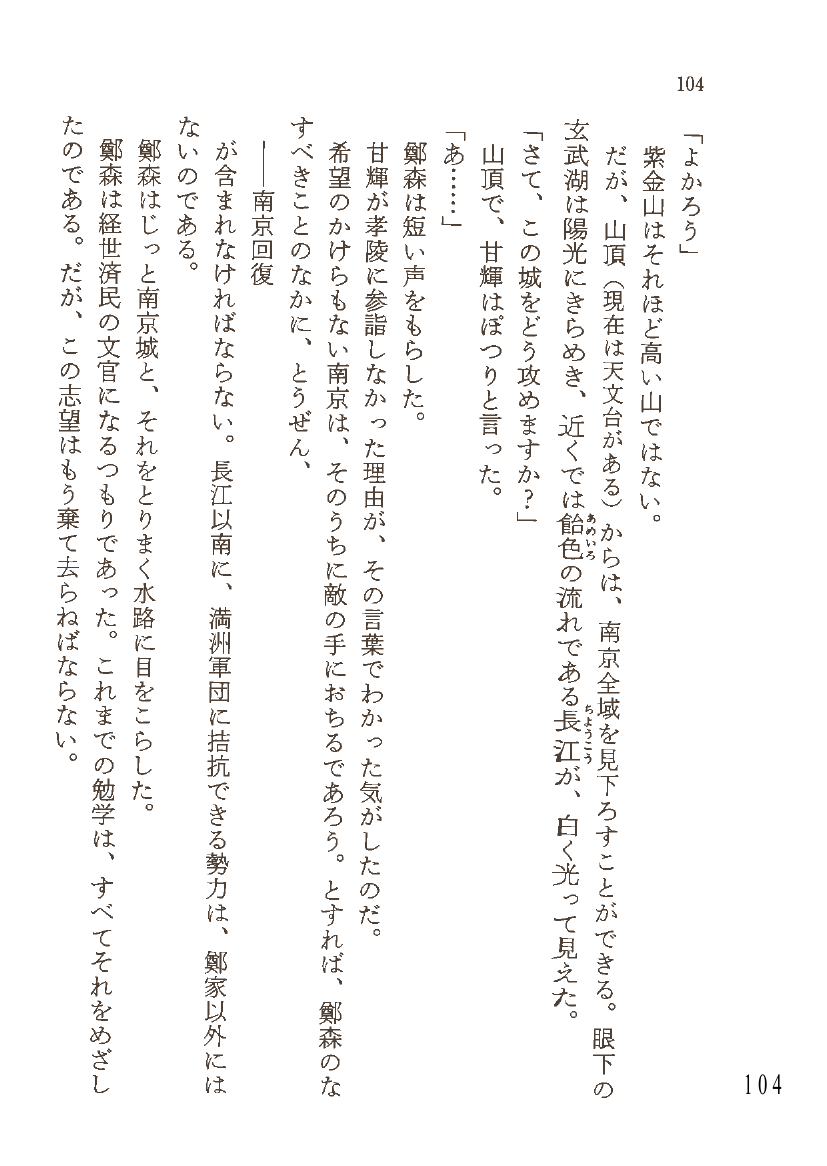 104
「よかろう」
紫金山はそれほど高い山ではない。
だが、山頂（現在は天文台がある）からは、南京全域を見下ろすことができる。眼下の
玄武湖は陽光にきらめき、近くでは飴色の流れである長江が、白く光って見えた。
あめいろ
ちようこう
「さて、この城をどう攻めますか？」
山頂で、甘輝はぽつりと言った。
「あ……」
鄭森は短い声をもらした。
甘輝が孝陵に参詣しなかった理由が、その言葉でわかった気がしたのだ。
希望のかけらもない南京は、そのうちに敵の手におちるであろう。とすれば、鄭森のな
すべきことのなかに、とうぜん、
――南京回復
が含まれなければならない。長江以南に、満洲軍団に拮抗できる勢力は、鄭家以外には
ないのである。
鄭森はじっと南京城と、それをとりまく水路に目をこらした。
鄭森は経世済民の文官になるつもりであった。これまでの勉学は、すべてそれをめざし
たのである。だが、この志望はもう棄て去らねばならない。
104